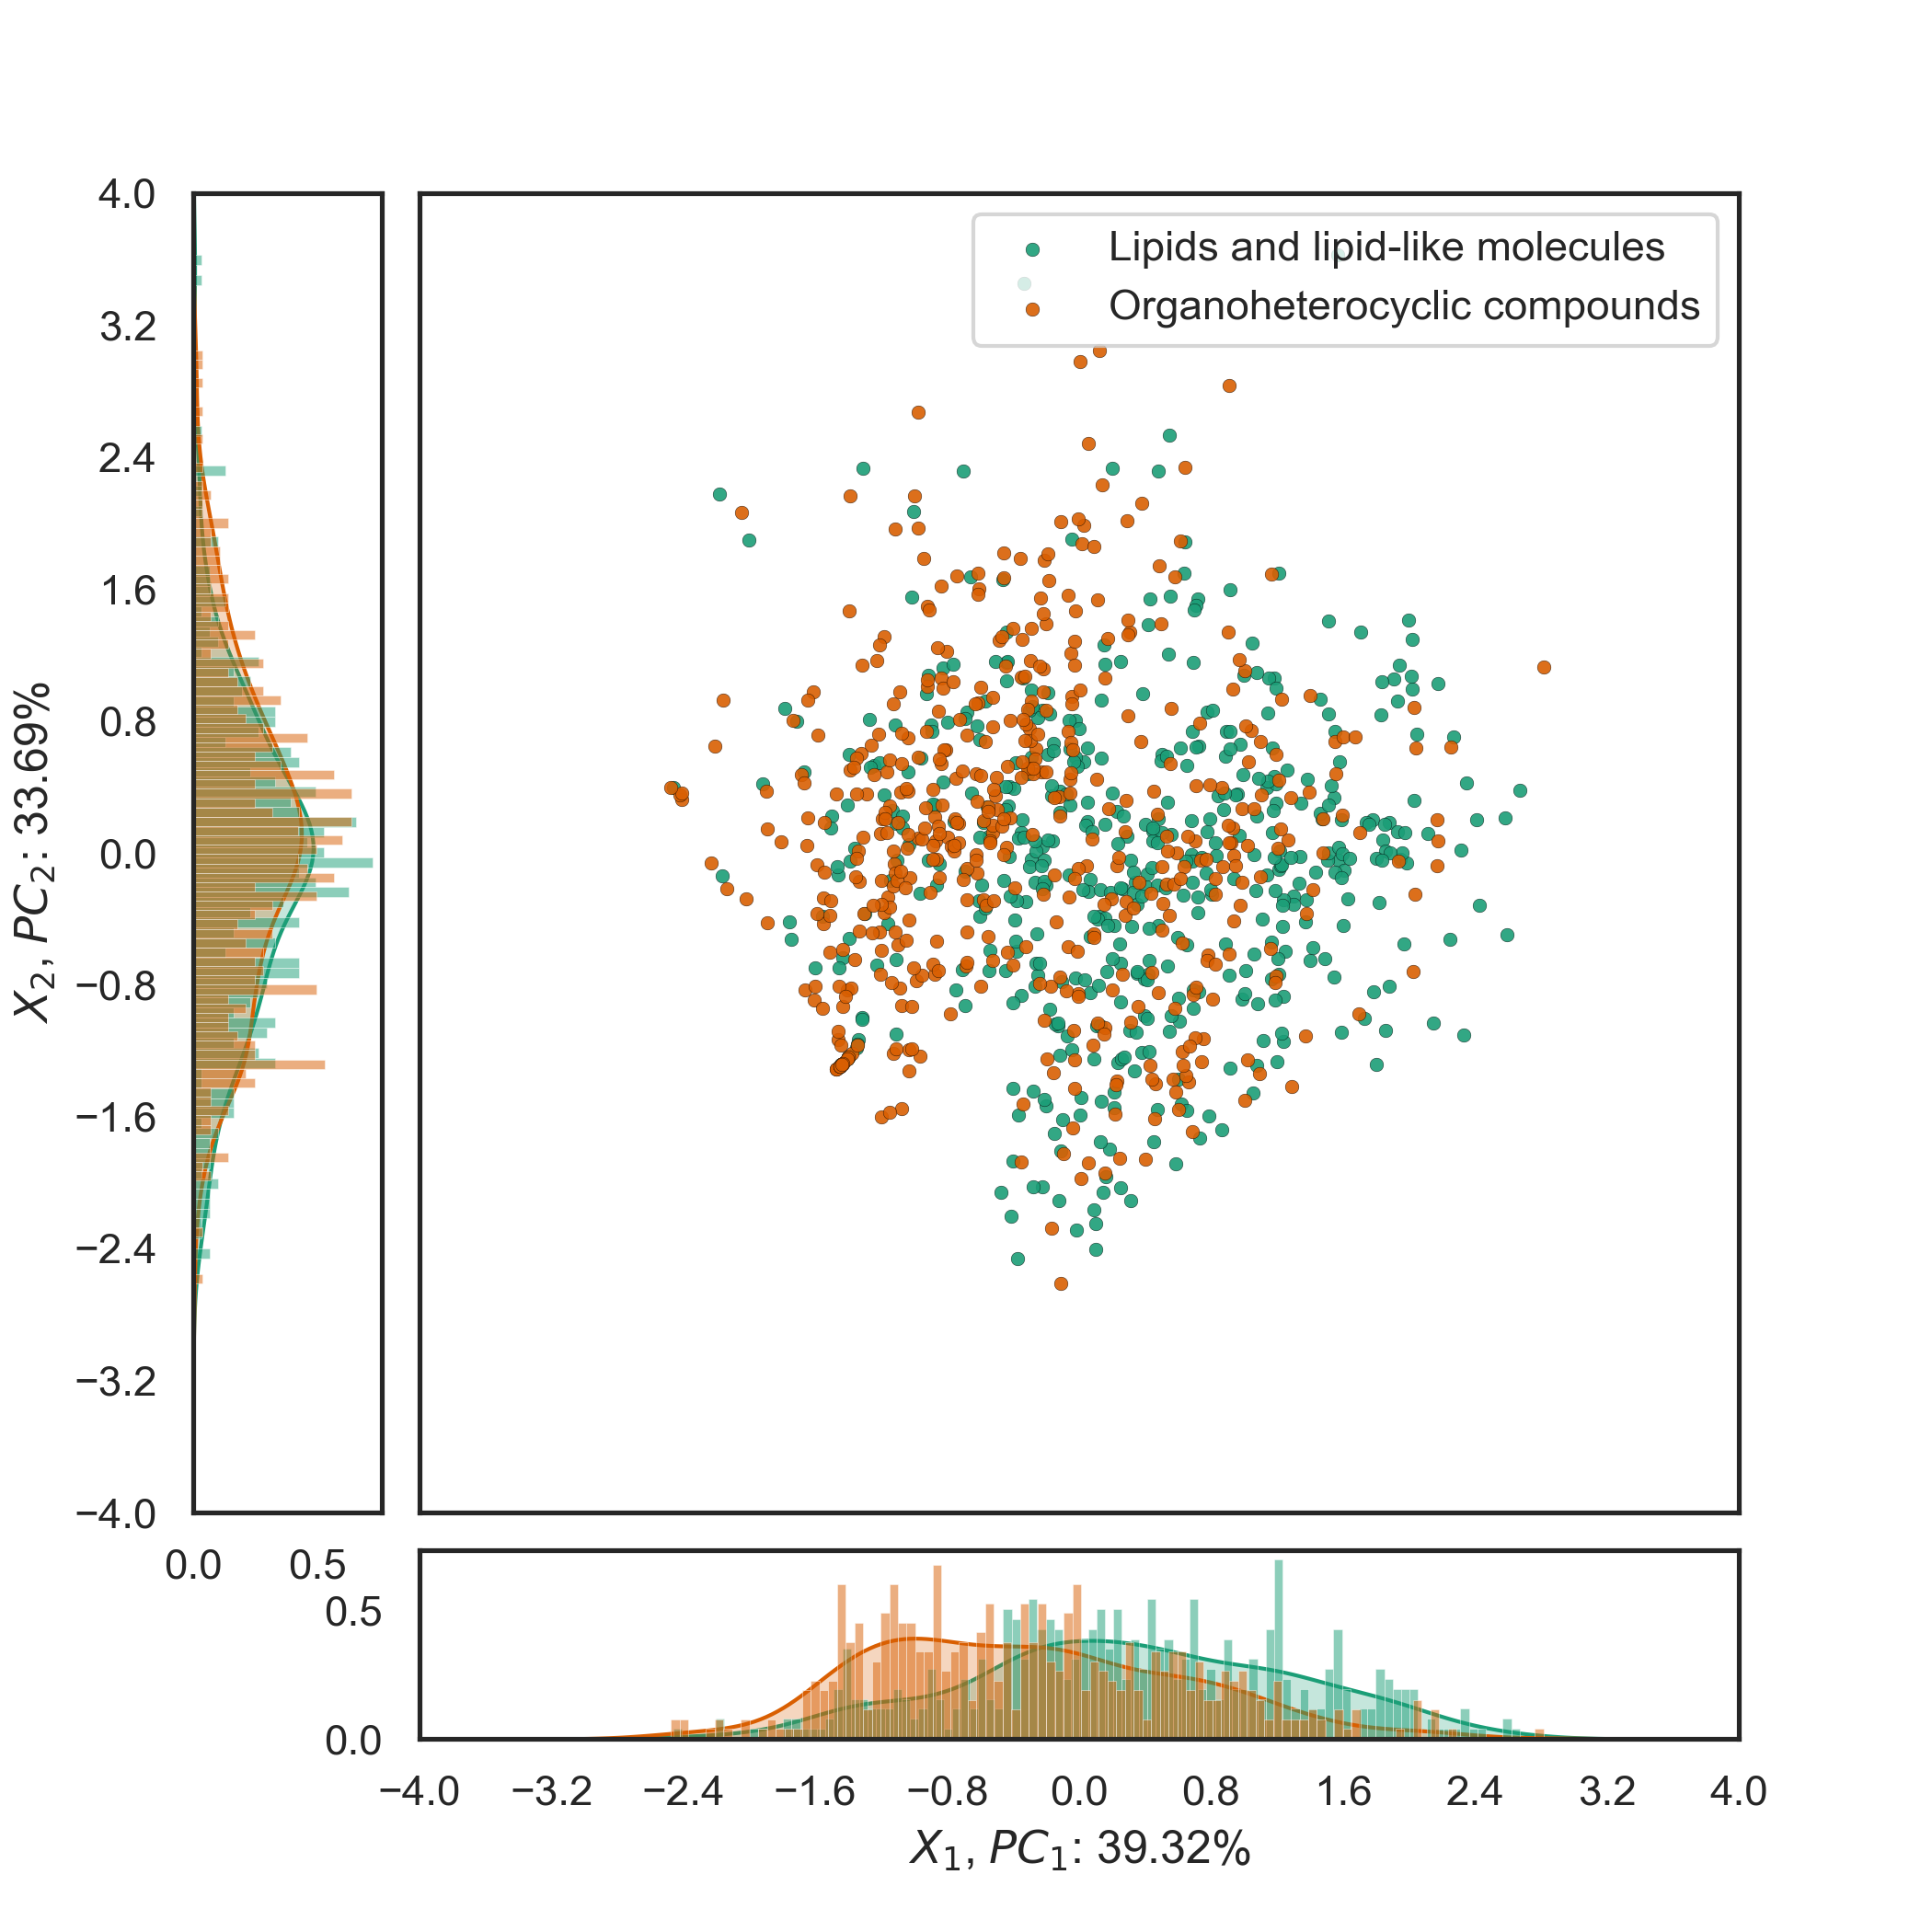 4.0
3.2
2.4
1.6
0.8
0.0
−0.8
−1.6
−2.4
−3.2
−4.0
X2, PC2: 33.69%
0.0 0.5
Lipids and lipid-like molecules
Organoheterocyclic compounds
0.5
0.0
−4.0 −3.2 −2.4 −1.6 −0.8 0.0 0.8 1.6 2.4 3.2 4.0
X1, PC1: 39.32%